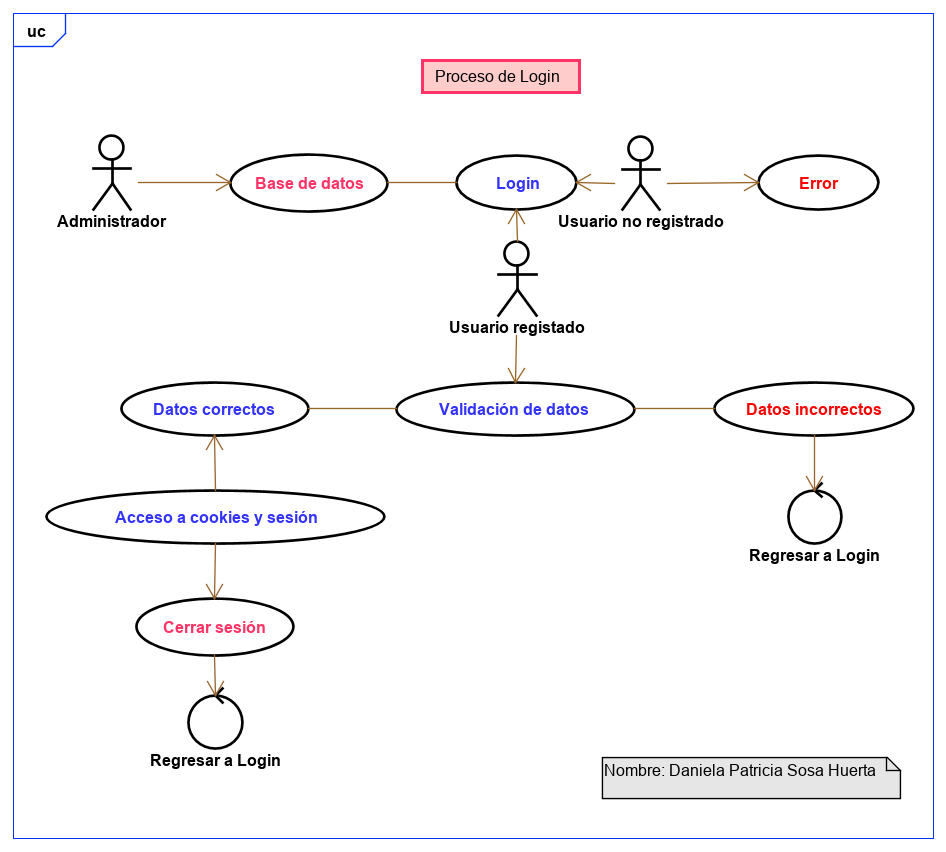 uc
Proceso de Login
Base de datos
Login
Error
Administrador
Usuario no registrado
Usuario registado
Datos correctos
Validación de datos
Datos incorrectos
Acceso a cookies y sesión
Regresar a Login
Cerrar sesión
Regresar a Login
Nombre: Daniela Patricia Sosa Huerta